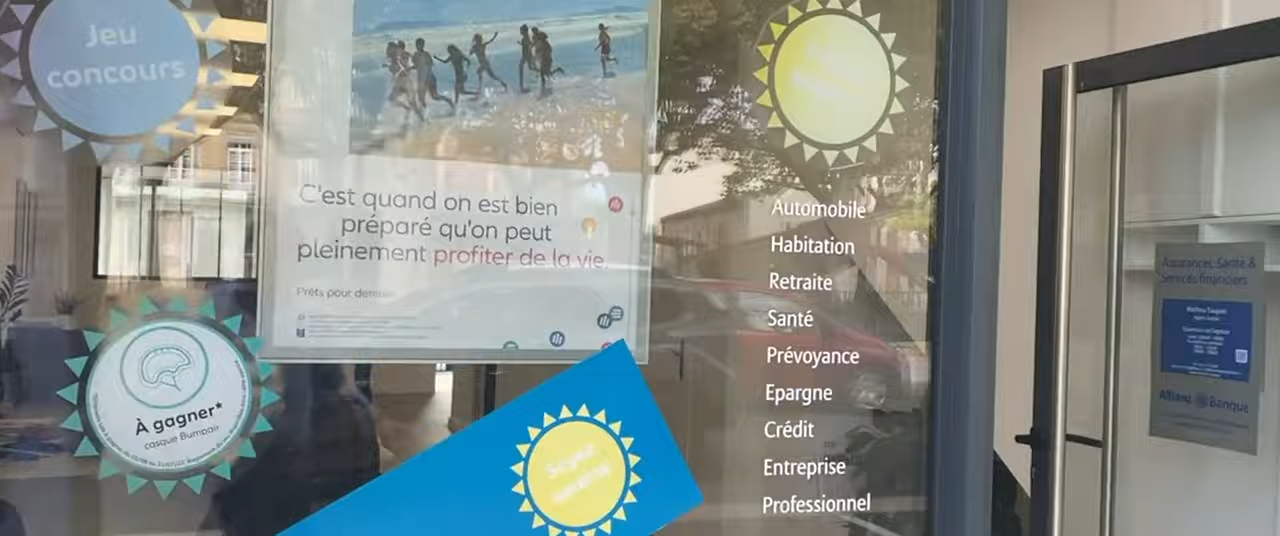 Jeu
concours
C'est quand on est bien
préparé qu'on peut
pleinement profiter de la vie.
Prêts pour demain
À gagner*
casque Bumpair
Automobile
Habitation
Retraite
Santé
Prévoyance
Epargne
Crédit
Entreprise
Professionnel
Assurances, Santé &
Services financiers
Allianz Banque